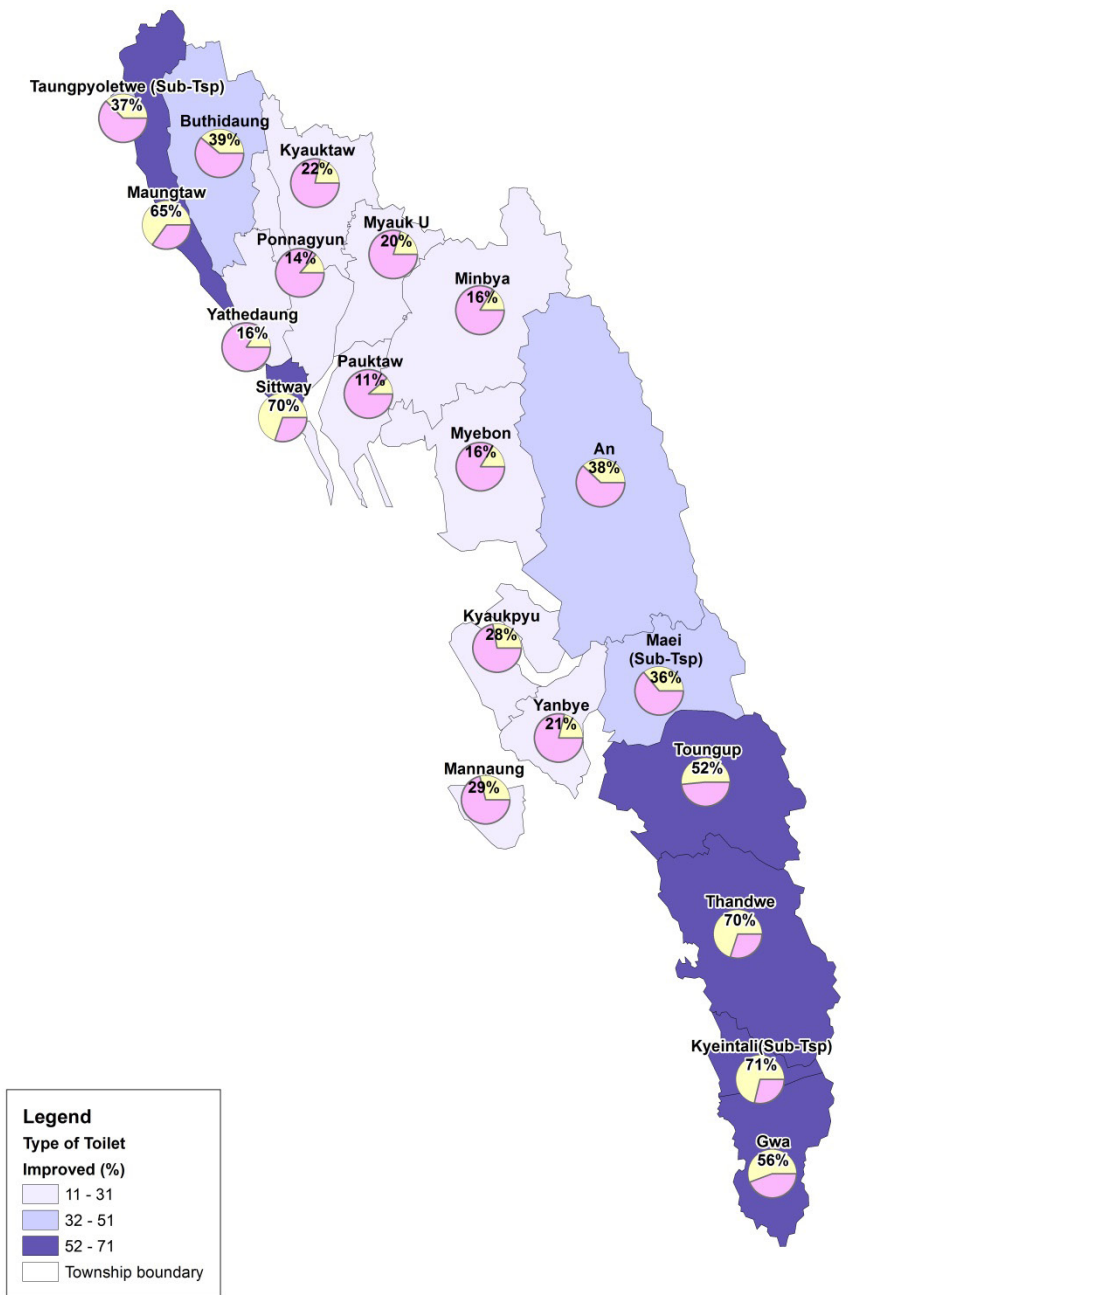 Taungpyoletwe (Sub-Tsp)
37%
Buthidaung
39%
Kyauktaw
22%
Maungtaw
65%
Myauk U
20%
Ponnagyun
14%
Minbya
16%
Yathedaung
16%
Pauktaw
11%
Sittway
70%
Myebon
16%
An
38%
Kyaukpyu
28%
Maei
(Sub-Tsp)
36%
Yanbye
21%
Toungup
52%
Mannaung
29%
Thandwe
70%
Kyeintali(Sub-Tsp)
71%
Gwa
56%
Legend
Type of Toilet
Improved (%)
11 - 31
32 - 51
52 - 71
Township boundary